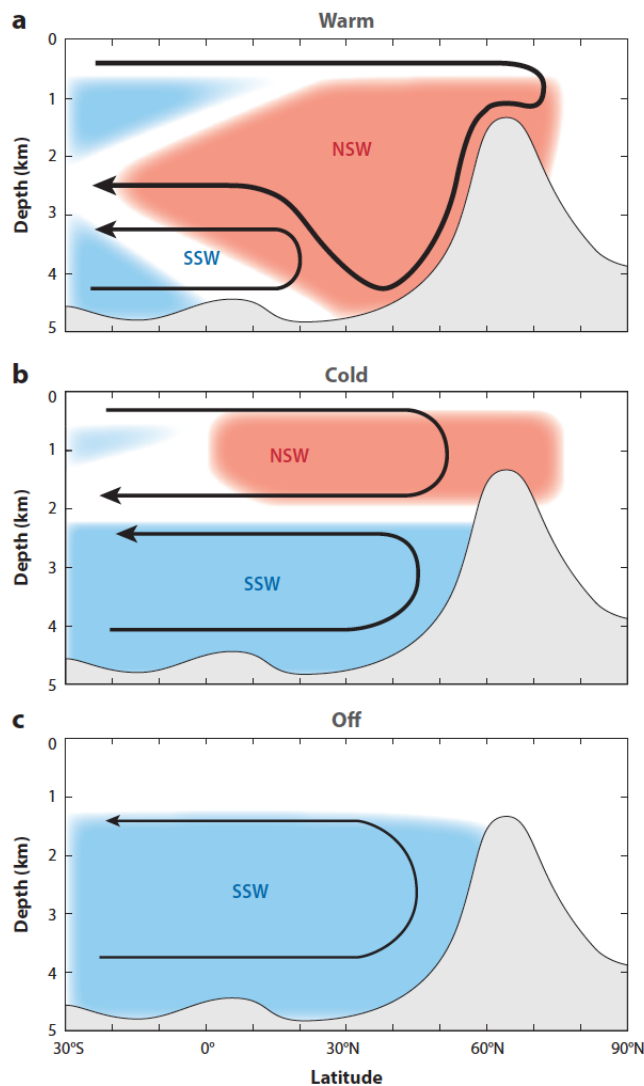 a
Warm
0
1
2
3
4
5
Depth (km)
NSW
SSW
b
Cold
0
1
2
3
4
5
Depth (km)
NSW
SSW
c
Off
0
1
2
3
4
5
Depth (km)
SSW
30ºS
0º
30ºN
60ºN
90ºN
Latitude